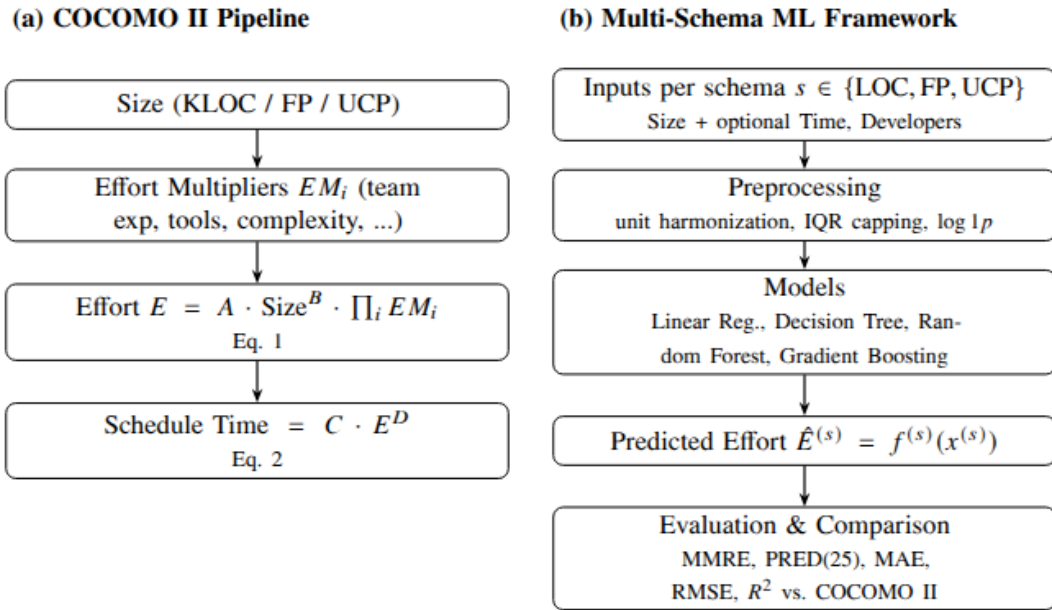 (a) COCOMO II Pipeline
Size (KLOC / FP / UCP)
Effort Multipliers EMᵢ (team
exp, tools, complexity, ...)
Effort E = A · Sizeᴮ · ∏ᵢ EMᵢ
Eq. 1
Schedule Time = C · Eᴰ
Eq. 2
(b) Multi-Schema ML Framework
Inputs per schema s ∈ {LOC, FP, UCP}
Size + optional Time, Developers
Preprocessing
unit harmonization, IQR capping, log 1p
Models
Linear Reg., Decision Tree, Ran-
dom Forest, Gradient Boosting
Predicted Effort Ê⁽ˢ⁾ = f⁽ˢ⁾(x⁽ˢ⁾)
Evaluation & Comparison
MMRE, PRED(25), MAE,
RMSE, R² vs. COCOMO II